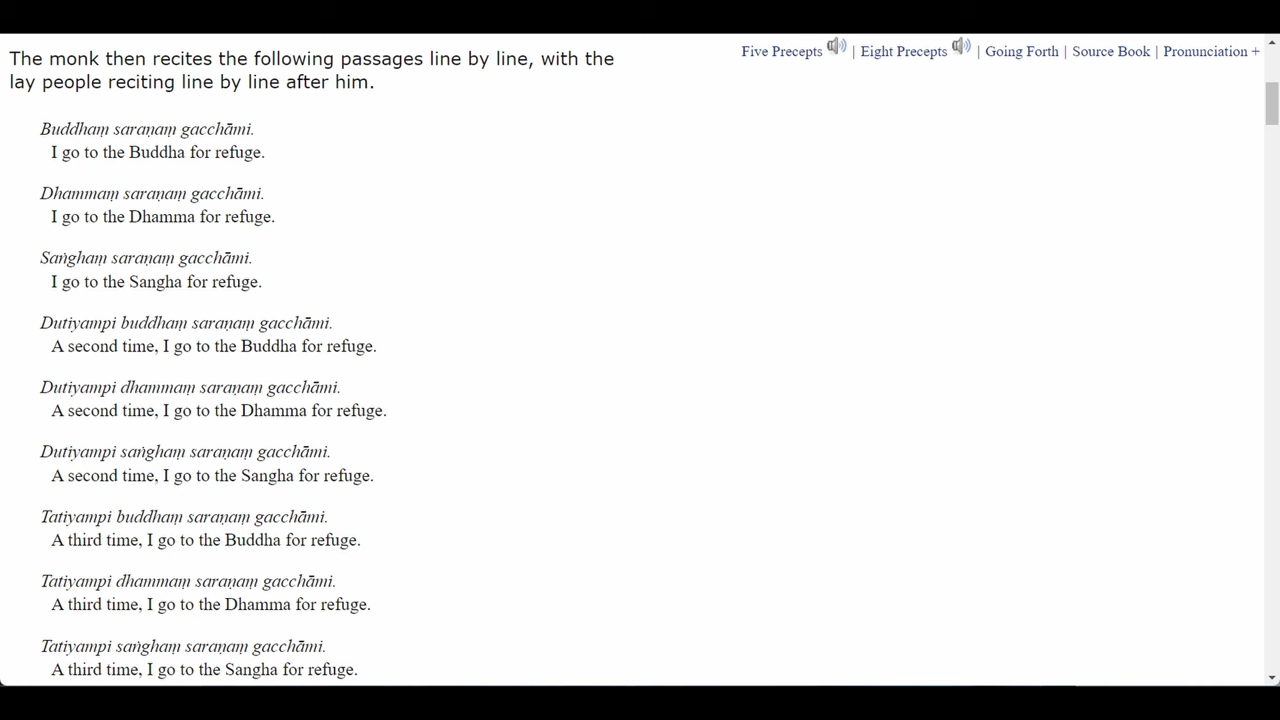 The monk then recites the following passages line by line, with the
lay people reciting line by line after him.
Five Precepts | Eight Precepts | Going Forth | Source Book | Pronunciation +
Buddhaṃ saraṇaṃ gacchāmi.
I go to the Buddha for refuge.
Dhammaṃ saraṇaṃ gacchāmi.
I go to the Dhamma for refuge.
Saṅghaṃ saraṇaṃ gacchāmi.
I go to the Sangha for refuge.
Dutiyampi buddhaṃ saraṇaṃ gacchāmi.
A second time, I go to the Buddha for refuge.
Dutiyampi dhammaṃ saraṇaṃ gacchāmi.
A second time, I go to the Dhamma for refuge.
Dutiyampi saṅghaṃ saraṇaṃ gacchāmi.
A second time, I go to the Sangha for refuge.
Tatiyampi buddhaṃ saraṇaṃ gacchāmi.
A third time, I go to the Buddha for refuge.
Tatiyampi dhammaṃ saraṇaṃ gacchāmi.
A third time, I go to the Dhamma for refuge.
Tatiyampi saṅghaṃ saraṇaṃ gacchāmi.
A third time, I go to the Sangha for refuge.